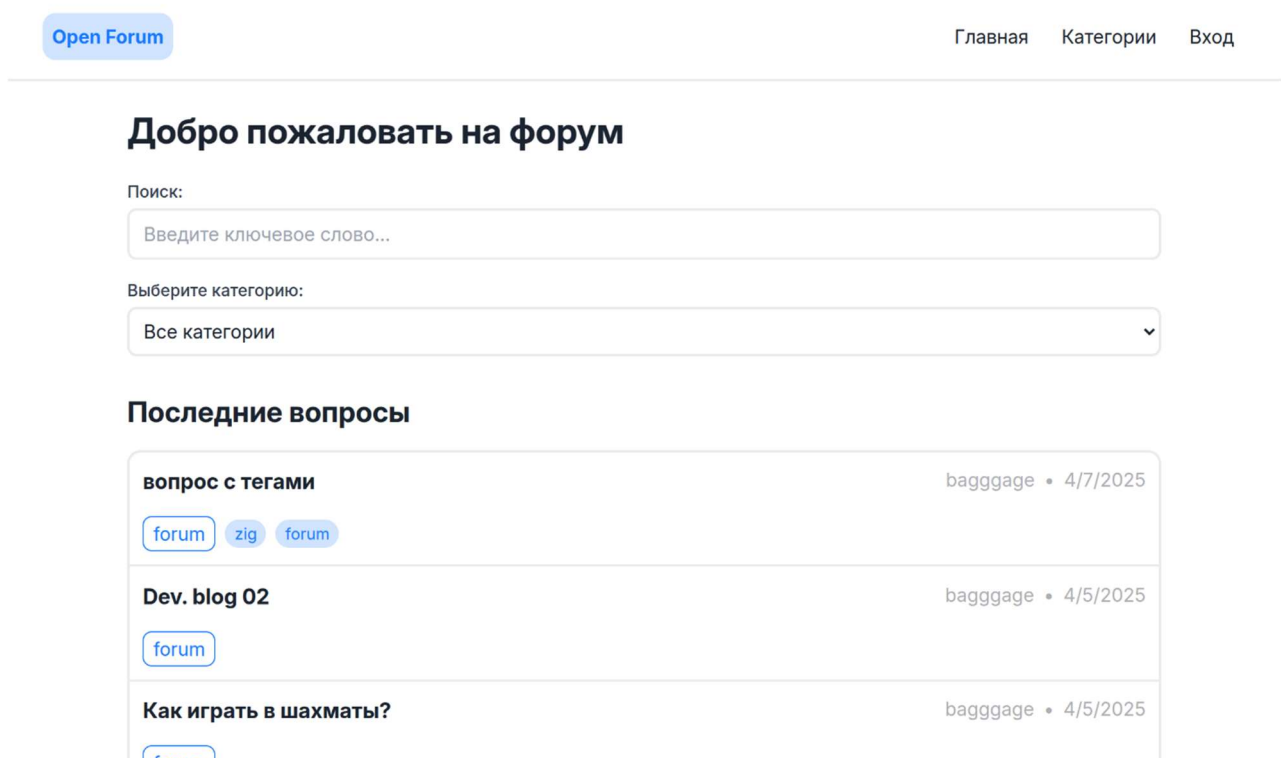 Open Forum
Главная Категории Вход
Добро пожаловать на форум
Поиск:
Введите ключевое слово...
Выберите категорию:
Все категории
Последние вопросы
вопрос с тегами bagggage • 4/7/2025
forum zig forum
Dev. blog 02 bagggage • 4/5/2025
forum
Как играть в шахматы? bagggage • 4/5/2025